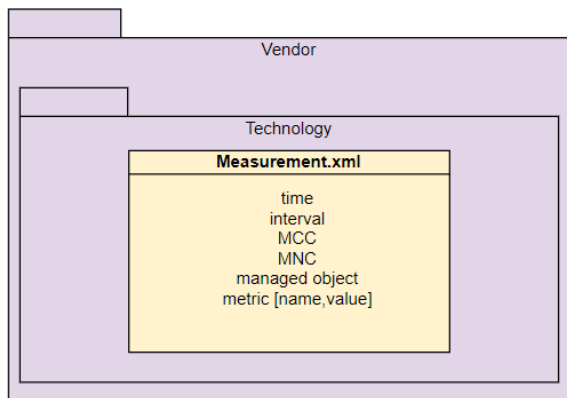 Vendor
Technology
Measurement.xml
time
interval
MCC
MNC
managed object
metric [name,value]